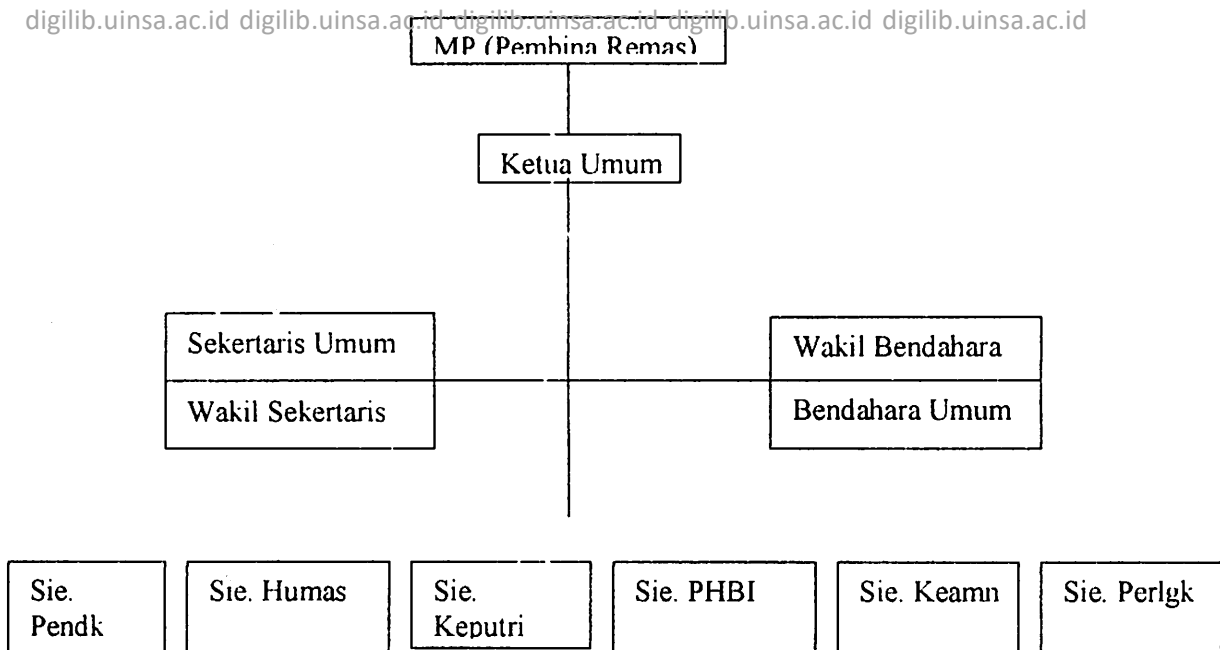 digilib.uinsa.ac.id digilib.uinsa.ac.id digilib.uinsa.ac.id digilib.uinsa.ac.id digilib.uinsa.ac.id
MP (Pembina Remas)
Ketua Umum
Sekertaris Umum
Wakil Sekertaris
Wakil Bendahara
Bendahara Umum
Sie.
Pendk
Sie. Humas
Sie.
Keputri
Sie. PHBI
Sie. Keamn
Sie. Perlgk